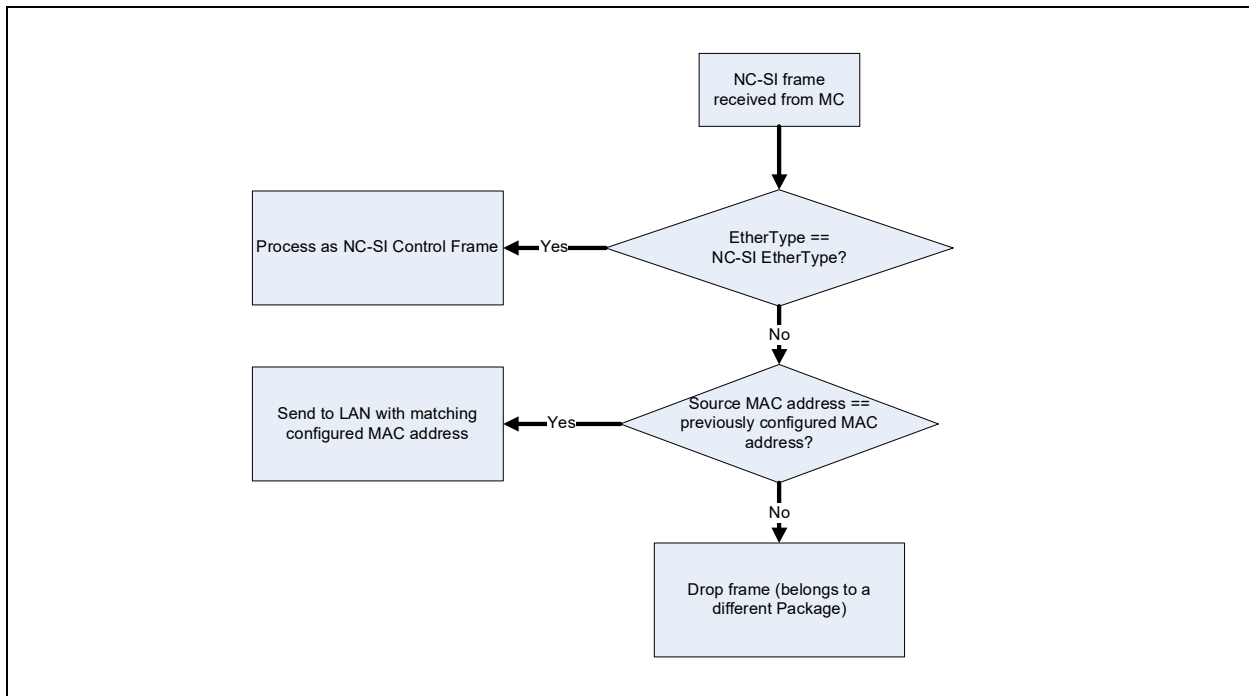 NC-SI frame
received from MC
EtherType ==
NC-SI EtherType?
Yes
Process as NC-SI Control Frame
No
Source MAC address ==
previously configured MAC
address?
Yes
Send to LAN with matching
configured MAC address
No
Drop frame (belongs to a
different Package)